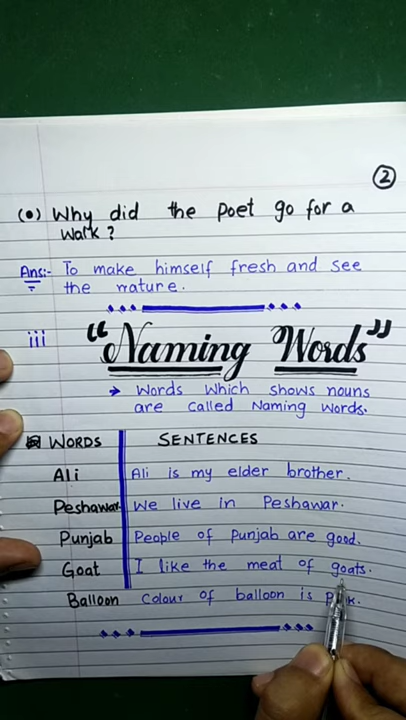 2
(•) Why did the poet go for a
walk?
Ans:- To make himself fresh and see
the nature.
iii "Naming Words"
→ Words which shows nouns
are called Naming words.
WORDS SENTENCES
Ali Ali is my elder brother.
Peshawar We live in Peshawar.
Punjab People of Punjab are good.
Goat I like the meat of goats.
Balloon Colour of balloon is